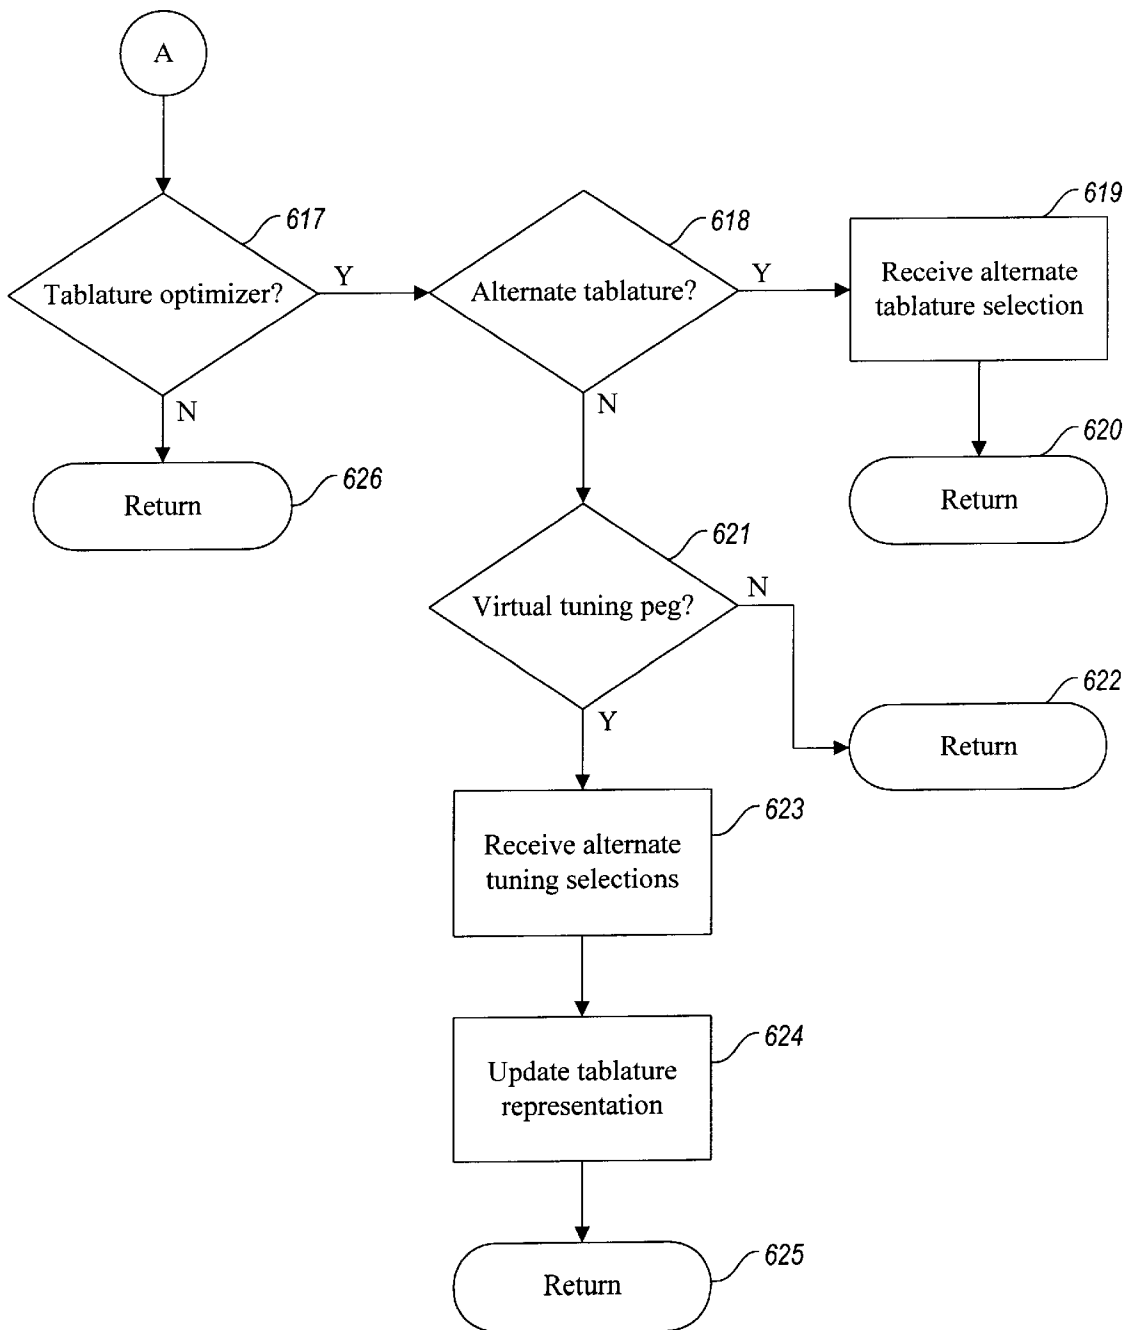 A
617
Tablature optimizer?
Y
N
Return
626
618
Alternate tablature?
Y
N
619
Receive alternate
tablature selection
620
Return
621
Virtual tuning peg?
N
Y
622
Return
623
Receive alternate
tuning selections
624
Update tablature
representation
625
Return